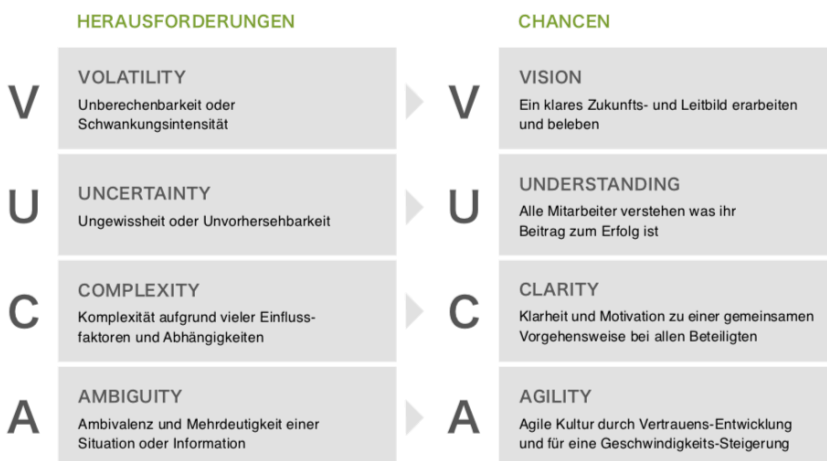 HERAUSFORDERUNGEN
CHANCEN
V
VOLATILITY
Unberechenbarkeit oder
Schwankungsintensität
V
VISION
Ein klares Zukunfts- und Leitbild erarbeiten
und beleben
U
UNCERTAINTY
Ungewissheit oder Unvorhersehbarkeit
U
UNDERSTANDING
Alle Mitarbeiter verstehen was ihr
Beitrag zum Erfolg ist
C
COMPLEXITY
Komplexität aufgrund vieler Einfluss-
faktoren und Abhängigkeiten
C
CLARITY
Klarheit und Motivation zu einer gemeinsamen
Vorgehensweise bei allen Beteiligten
A
AMBIGUITY
Ambivalenz und Mehrdeutigkeit einer
Situation oder Information
A
AGILITY
Agile Kultur durch Vertrauens-Entwicklung
und für eine Geschwindigkeits-Steigerung